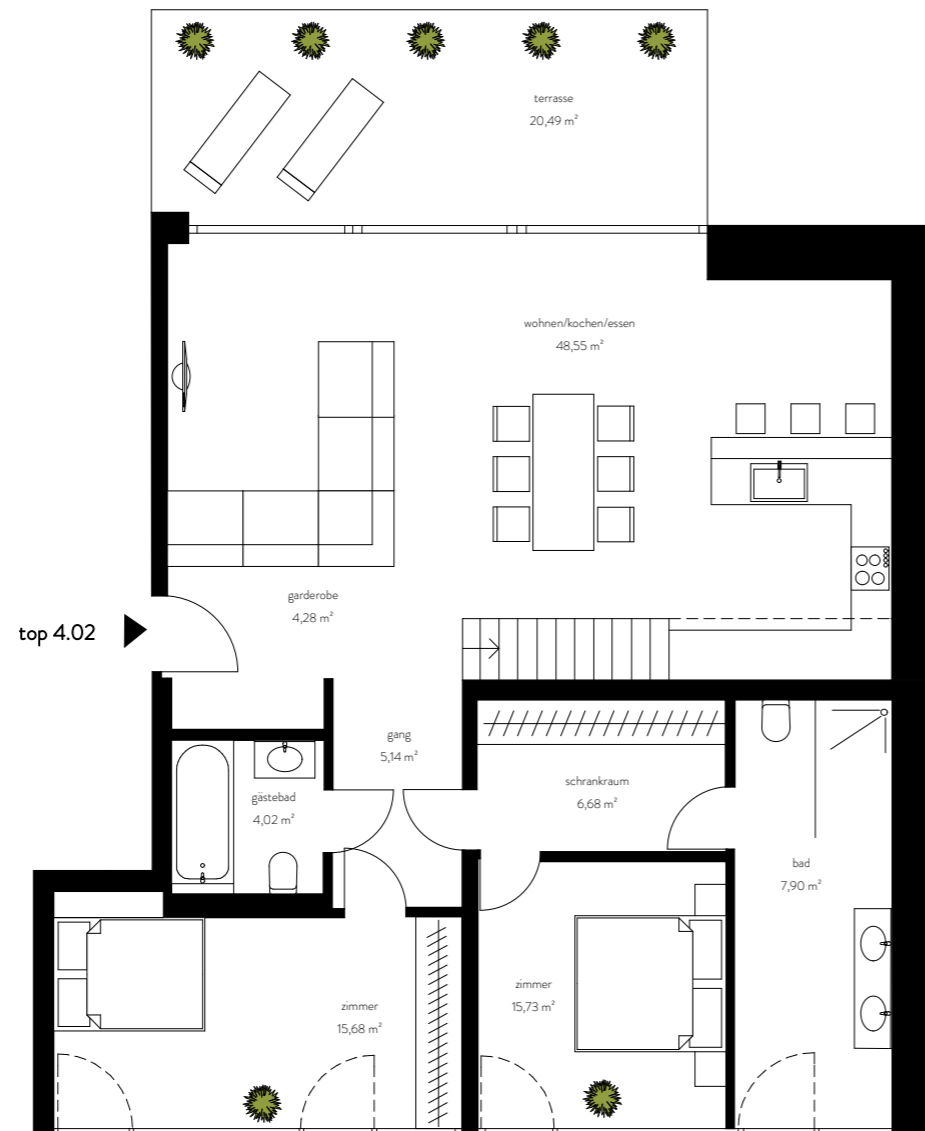 terrasse
20,49 m²
wohnen/kochen/essen
48,55 m²
garderobe
4,28 m²
top 4.02
gang
5,14 m²
schrankraum
6,68 m²
gästebad
4,02 m²
bad
7,90 m²
zimmer
15,68 m²
zimmer
15,73 m²